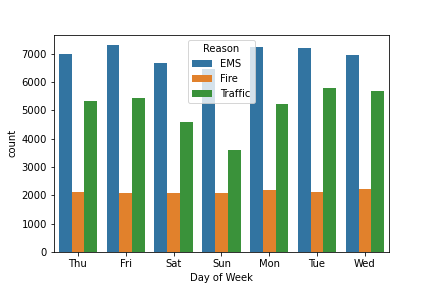 Reason
EMS
Fire
Traffic
7000
6000
5000
4000
3000
2000
1000
0
count
Thu Fri Sat Sun Mon Tue Wed
Day of Week